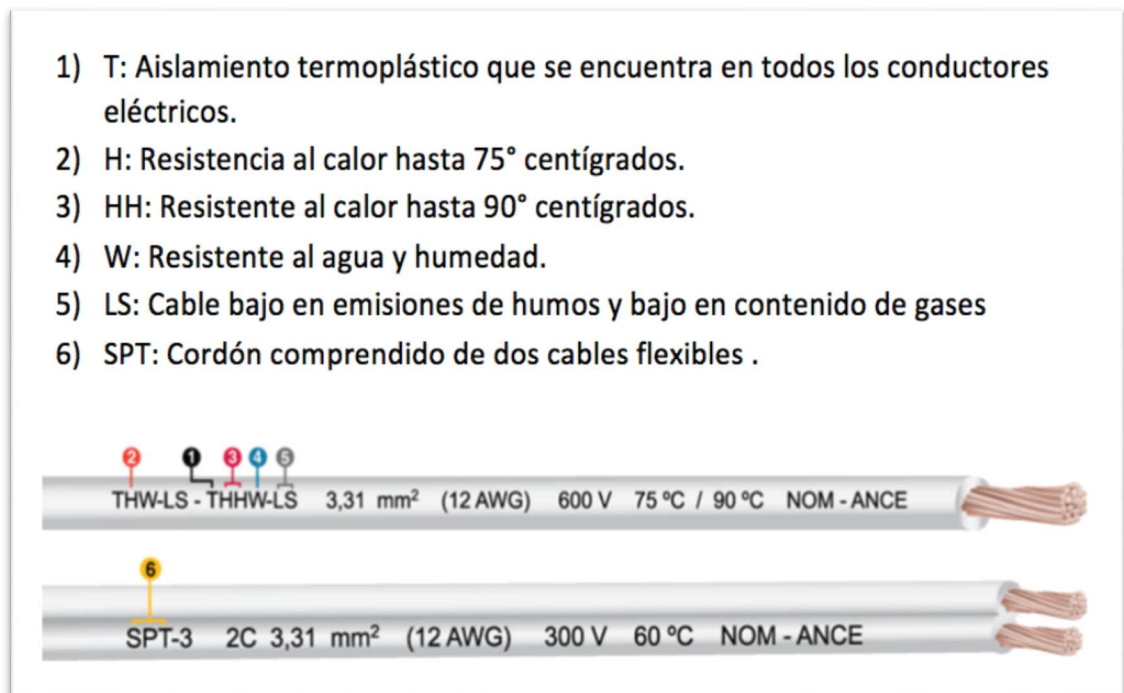 1) T: Aislamiento termoplástico que se encuentra en todos los conductores
eléctricos.
2) H: Resistencia al calor hasta 75° centígrados.
3) HH: Resistente al calor hasta 90° centígrados.
4) W: Resistente al agua y humedad.
5) LS: Cable bajo en emisiones de humos y bajo en contenido de gases
6) SPT: Cordón comprendido de dos cables flexibles .
2 1 3 4 5
THW-LS - THHW-LS 3,31 mm² (12 AWG) 600 V 75 ºC / 90 ºC NOM - ANCE
6
SPT-3 2C 3,31 mm² (12 AWG) 300 V 60 ºC NOM - ANCE